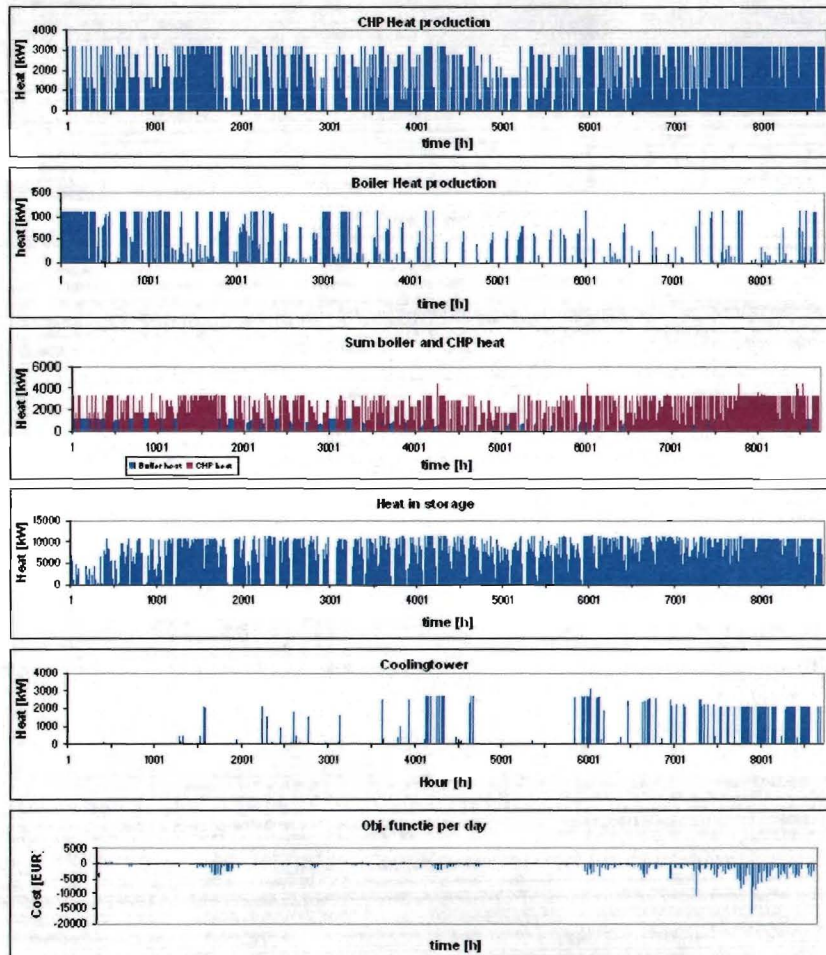 CHP Heat production
Heat [kW]
4000
3000
2000
1000
0
1 1001 2001 3001 4001 5001 6001 7001 8001
time [h]
Boiler Heat production
heat [kW]
500
000
500
0
1 1001 2001 3001 4001 5001 6001 7001 8001
time [h]
Sum boiler and CHP heat
Heat [kW]
6000
4000
2000
0
1 1001 2001 3001 4001 5001 6001 7001 8001
time [h]
Boiler heat CHP heat
Heat in storage
Heat [kW]
15000
10000
5000
0
1 1001 2001 3001 4001 5001 6001 7001 8001
time [h]
Coolingtower
Heat [kW]
4000
3000
2000
1000
0
1 1001 2001 3001 4001 5001 6001 7001 8001
Hour [h]
Obj. functie per day
Cost [EUR]
5000
0
-5000
-10000
-15000
-20000
time [h]